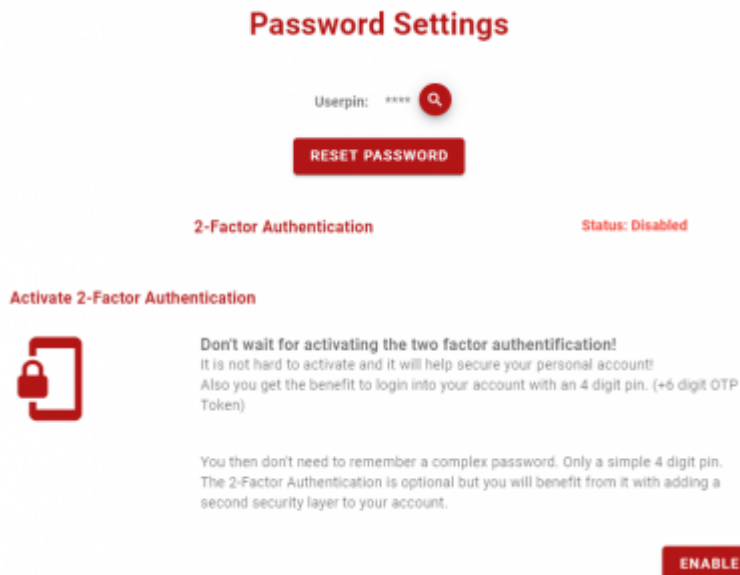 Password Settings
Userpin: ****
RESET PASSWORD
2-Factor Authentication Status: Disabled
Activate 2-Factor Authentication
Don't wait for activating the two factor authentification!
It is not hard to activate and it will help secure your personal account!
Also you get the benefit to login into your account with an 4 digit pin. (+6 digit OTP
Token)
You then don't need to remember a complex password. Only a simple 4 digit pin.
The 2-Factor Authentication is optional but you will benefit from it with adding a
second security layer to your account.
ENABLE